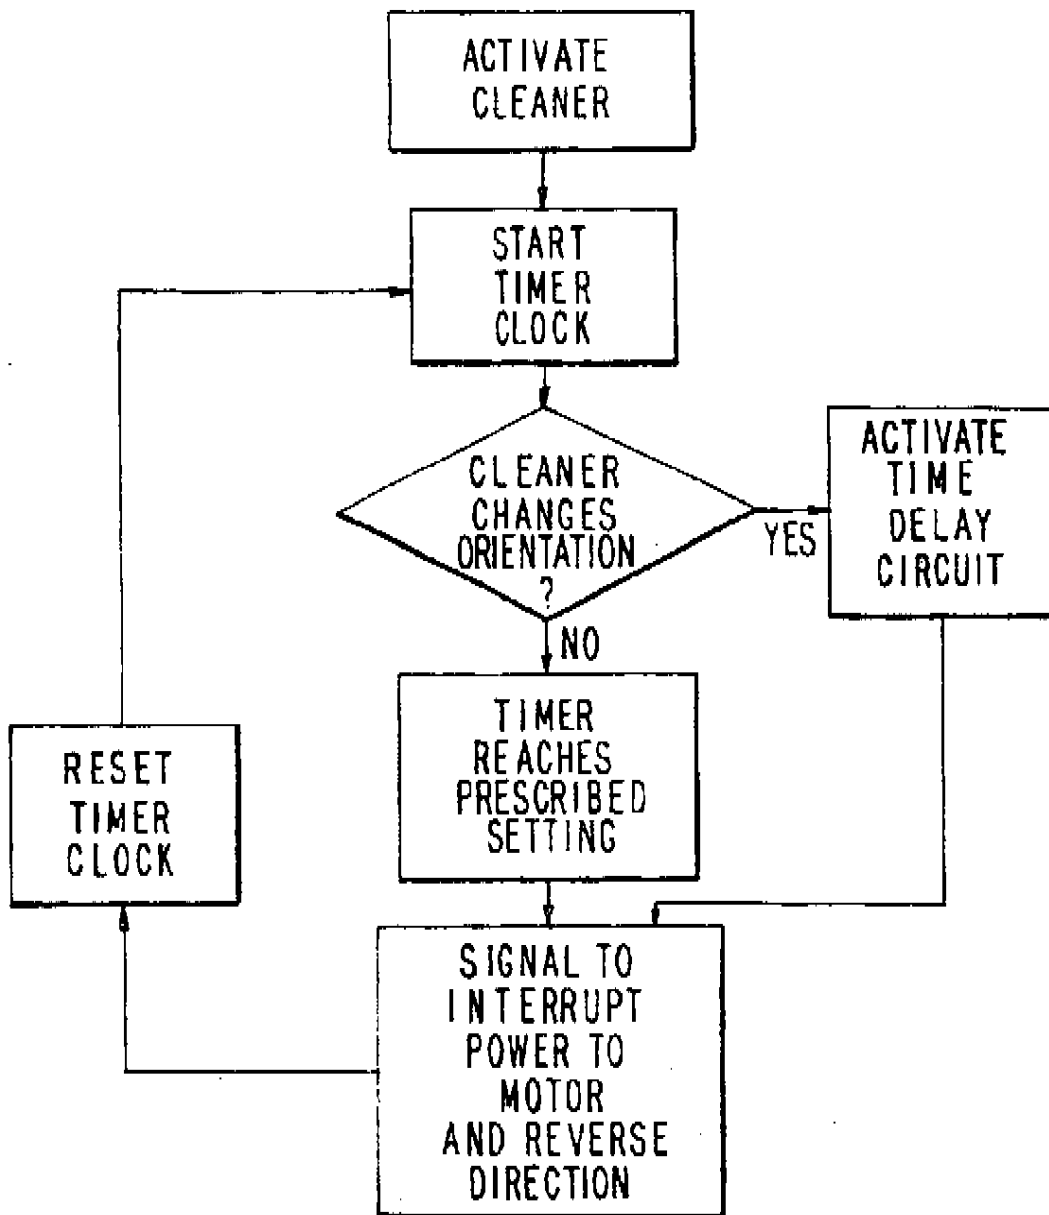 ACTIVATE
CLEANER
START
TIMER
CLOCK
CLEANER
CHANGES
ORIENTATION
?
YES
ACTIVATE
TIME
DELAY
CIRCUIT
NO
TIMER
REACHES
PRESCRIBED
SETTING
RESET
TIMER
CLOCK
SIGNAL TO
INTERRUPT
POWER TO
MOTOR
AND REVERSE
DIRECTION